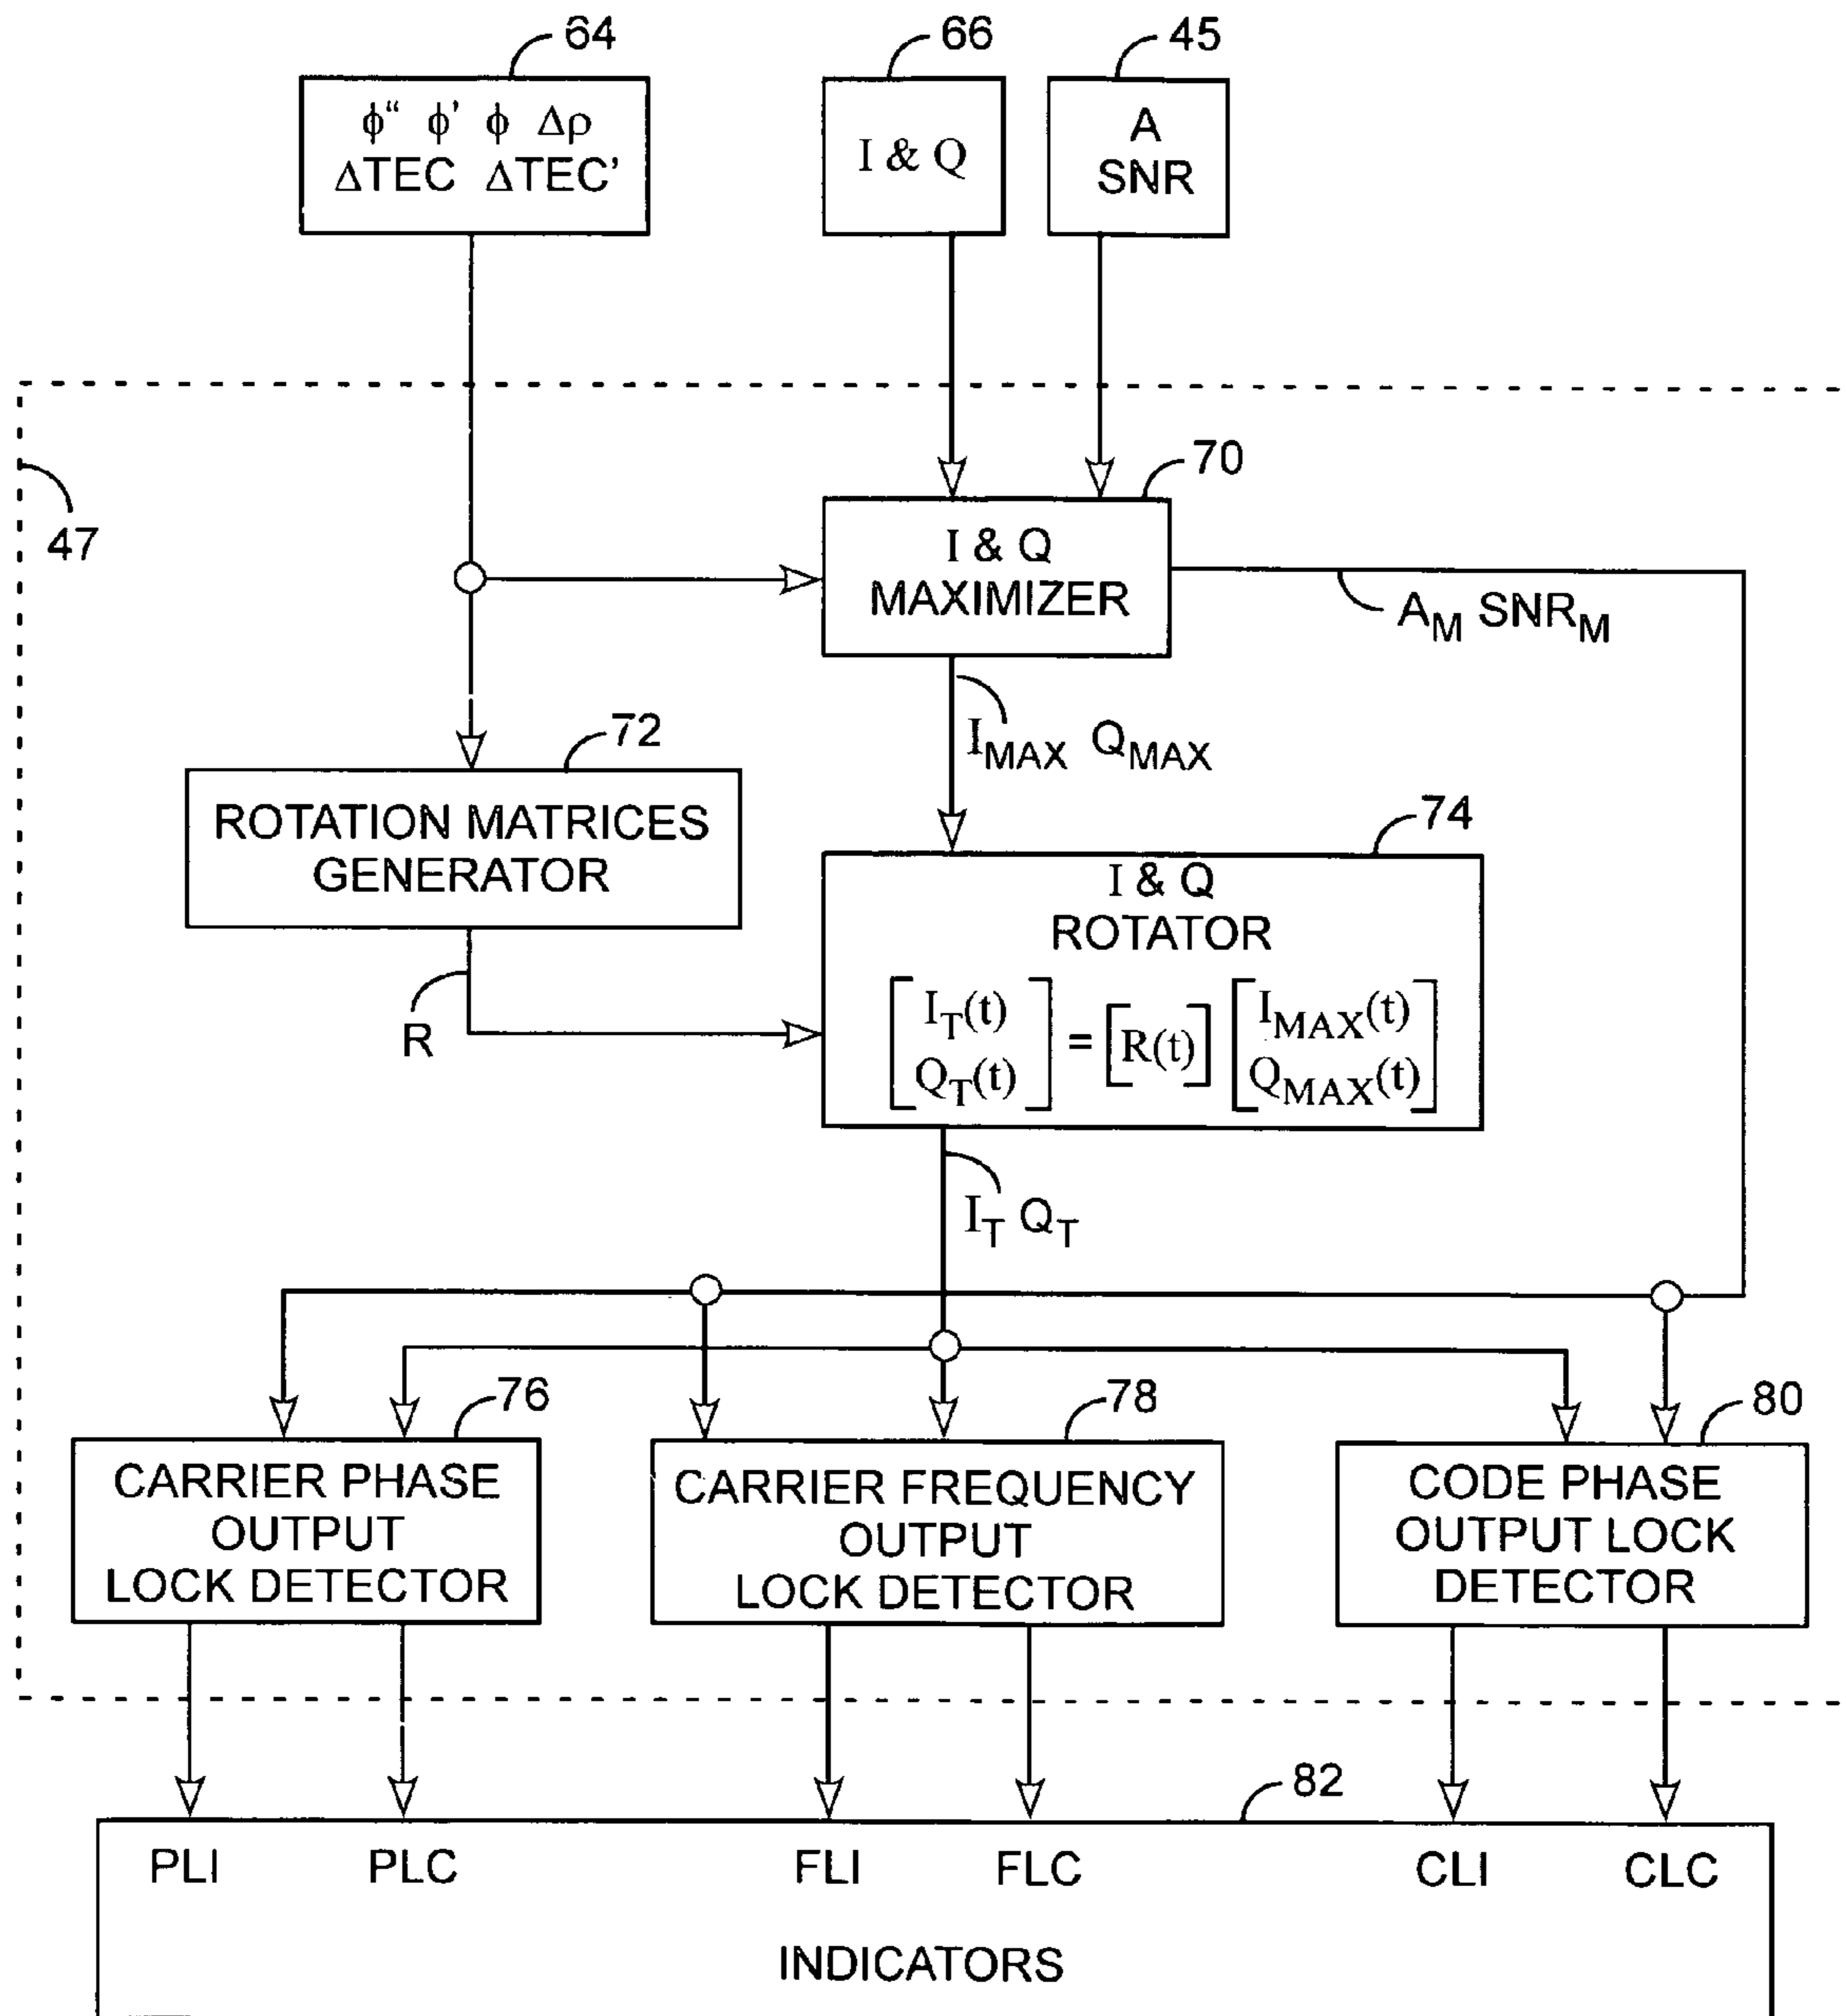 64
66
45
ϕ“ ϕ’ ϕ Δρ
ΔTEC ΔTEC’
I & Q
A
SNR
47
70
I & Q
MAXIMIZER
A_M SNR_M
I_MAX Q_MAX
72
ROTATION MATRICES
GENERATOR
R
74
I & Q
ROTATOR
[I_T(t) Q_T(t)] = [R(t)] [I_MAX(t) Q_MAX(t)]
I_T Q_T
76
CARRIER PHASE
OUTPUT
LOCK DETECTOR
78
CARRIER FREQUENCY
OUTPUT
LOCK DETECTOR
80
CODE PHASE
OUTPUT LOCK
DETECTOR
82
PLI PLC FLI FLC CLI CLC
INDICATORS